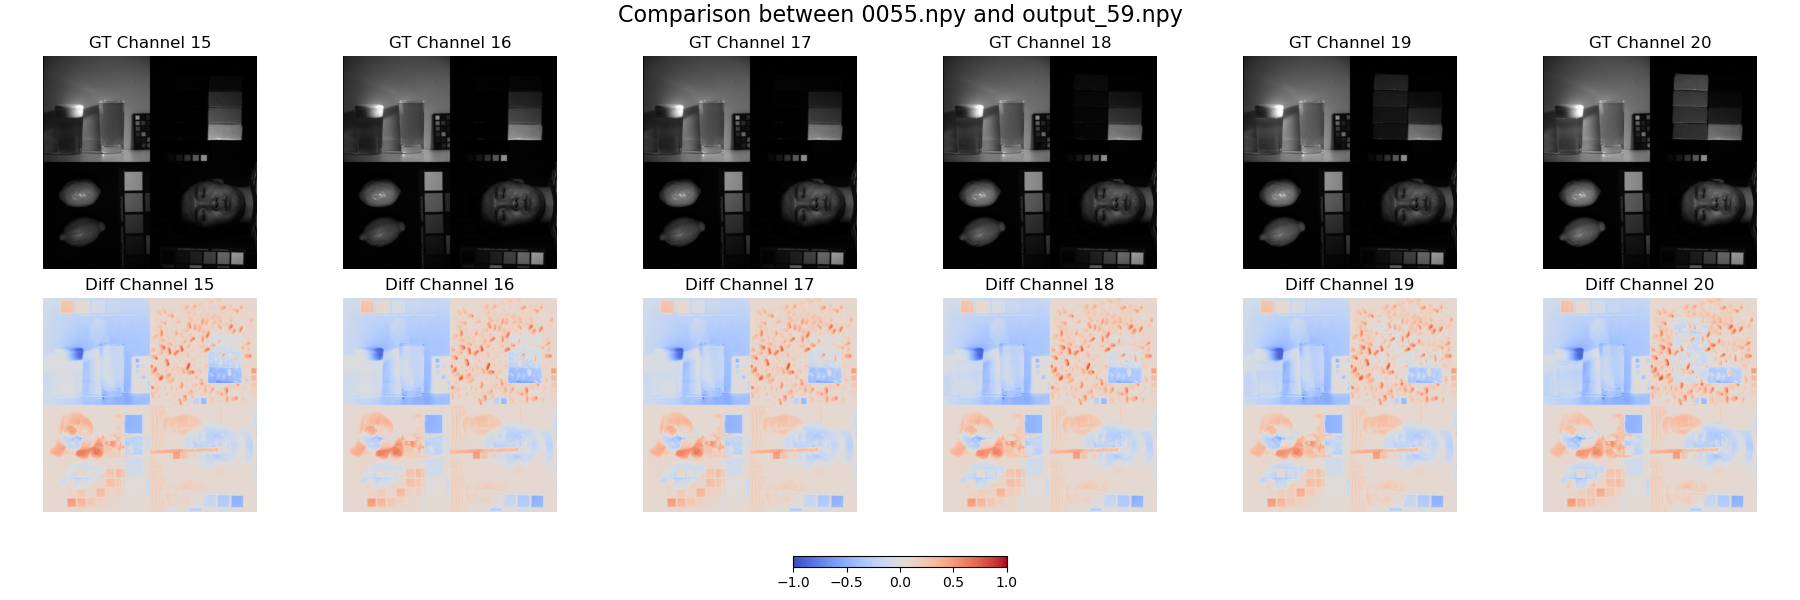 Comparison between 0055.npy and output_59.npy
GT Channel 15
GT Channel 16
GT Channel 17
GT Channel 18
GT Channel 19
GT Channel 20
Diff Channel 15
Diff Channel 16
Diff Channel 17
Diff Channel 18
Diff Channel 19
Diff Channel 20
−1.0
−0.5
0.0
0.5
1.0